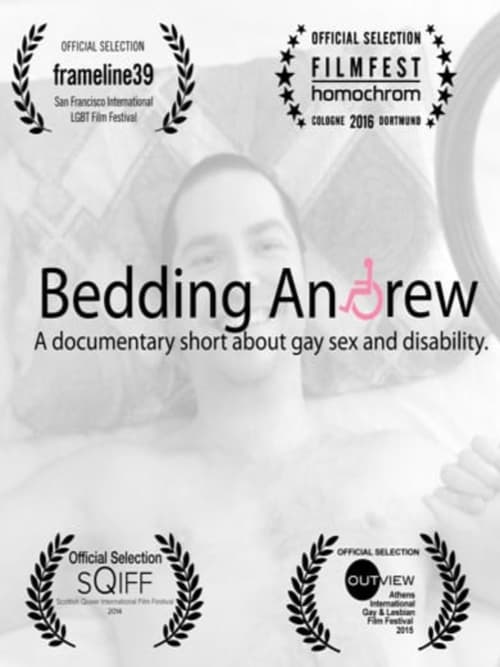 OFFICIAL SELECTION
frameline39
San Francisco International
LGBT Film Festival
OFFICIAL SELECTION
FILMFEST
homochrom
COLOGNE 2016 DORTMUND
Bedding Andrew
A documentary short about gay sex and disability.
Official Selection
SQIFF
Scottish Queer International Film Festival
2014
OFFICIAL SELECTION
OUTVIEW
Athens
International
Gay & Lesbian
Film Festival
2015